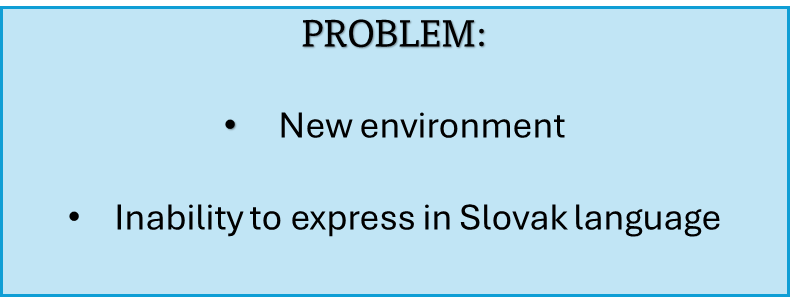 PROBLEM:
• New environment
• Inability to express in Slovak language